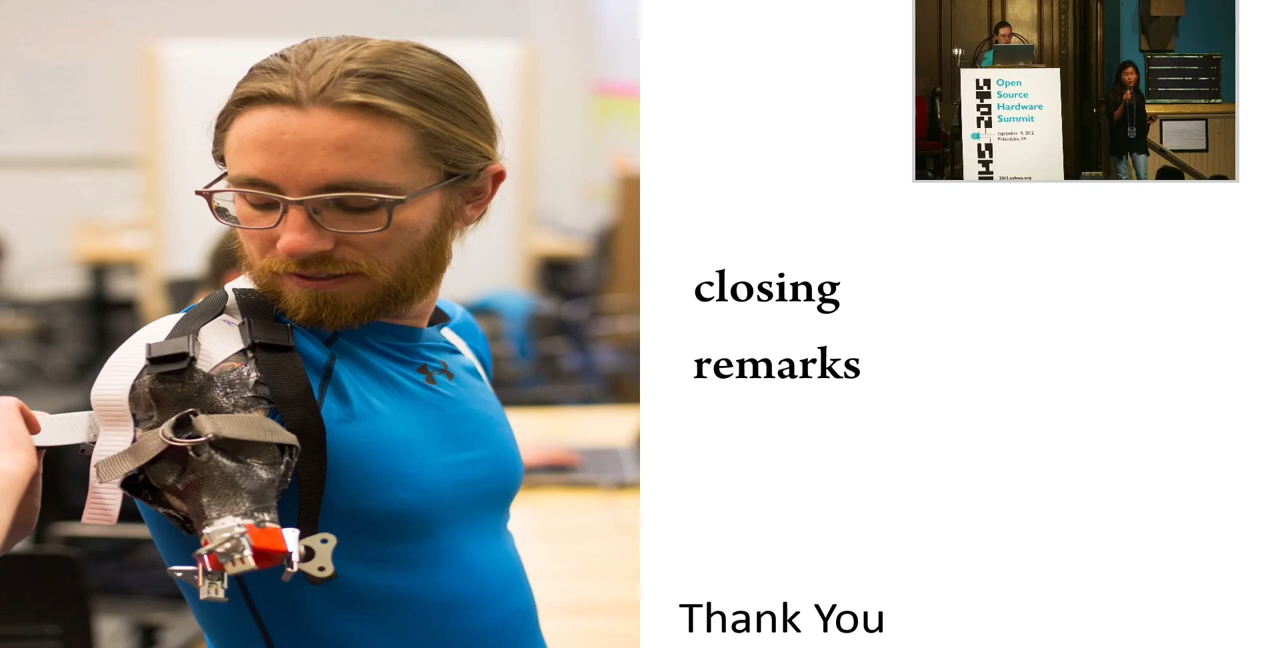 Open
Source
Hardware
Summit
closing
remarks
Thank You